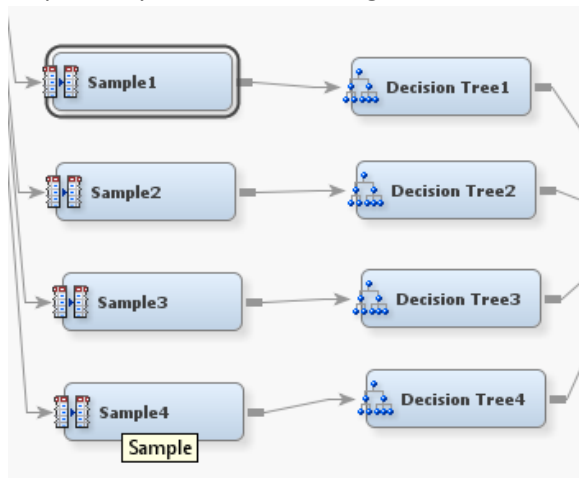 Sample1
Decision Tree1
Sample2
Decision Tree2
Sample3
Decision Tree3
Sample4
Decision Tree4
Sample